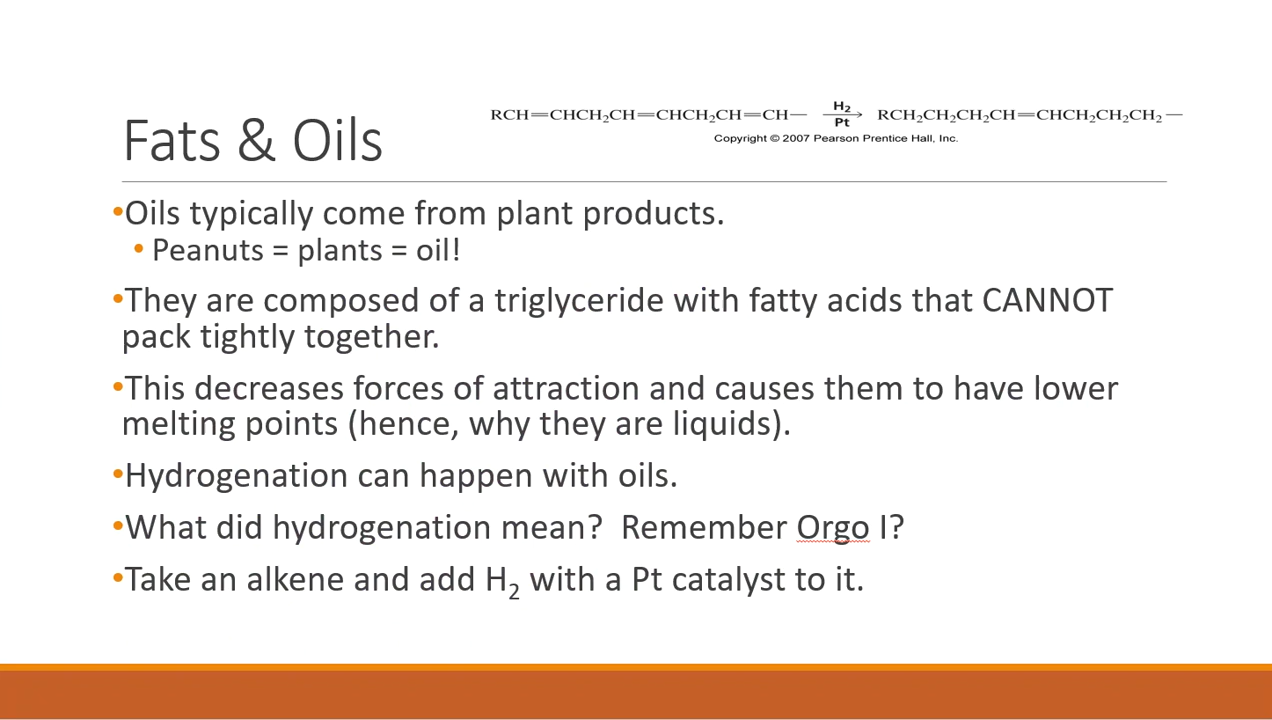 RCH=CHCH₂CH=CHCH₂CH=CH— H₂ Pt RCH₂CH₂CH₂CH=CHCH₂CH₂CH₂—
Copyright © 2007 Pearson Prentice Hall, Inc.
Fats & Oils
•Oils typically come from plant products.
• Peanuts = plants = oil!
•They are composed of a triglyceride with fatty acids that CANNOT
pack tightly together.
•This decreases forces of attraction and causes them to have lower
melting points (hence, why they are liquids).
•Hydrogenation can happen with oils.
•What did hydrogenation mean?  Remember Orgo I?
•Take an alkene and add H₂ with a Pt catalyst to it.